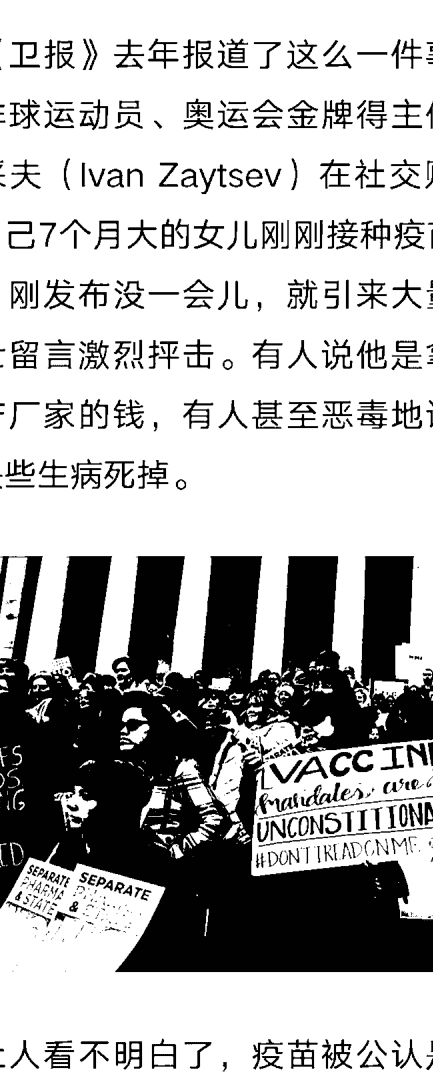 卫报》去年报道了这么一件
球运动员、奥运会金牌得主
夫（Ivan Zaytsev）在社交
己7个月大的女儿刚刚接种疫
刚发布没一会儿，就引来大
留言激烈抨击。有人说他是
厂家的钱，有人甚至恶毒地
些生病死掉。
VACCINE
Mandates are
UNCONSTITIONA
#DONTTREADONME
SEPARATE
PHARMA
& STATE
SEPARATE
&
人看不明白了，疫苗被公认